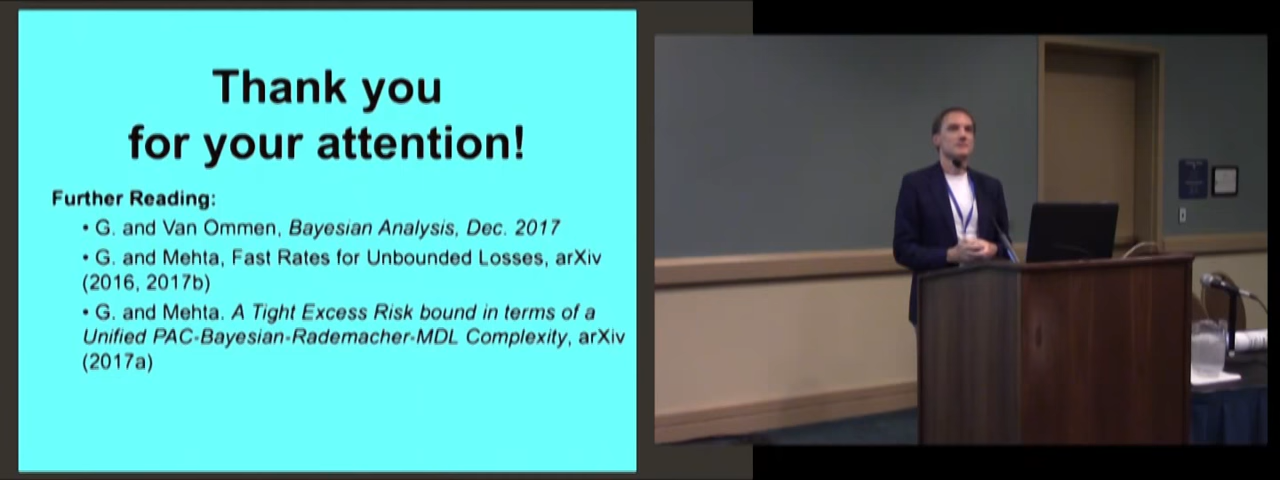 Thank you
for your attention!
Further Reading:
• G. and Van Ommen, Bayesian Analysis, Dec. 2017
• G. and Mehta, Fast Rates for Unbounded Losses, arXiv
(2016, 2017b)
• G. and Mehta. A Tight Excess Risk bound in terms of a
Unified PAC-Bayesian-Rademacher-MDL Complexity, arXiv
(2017a)